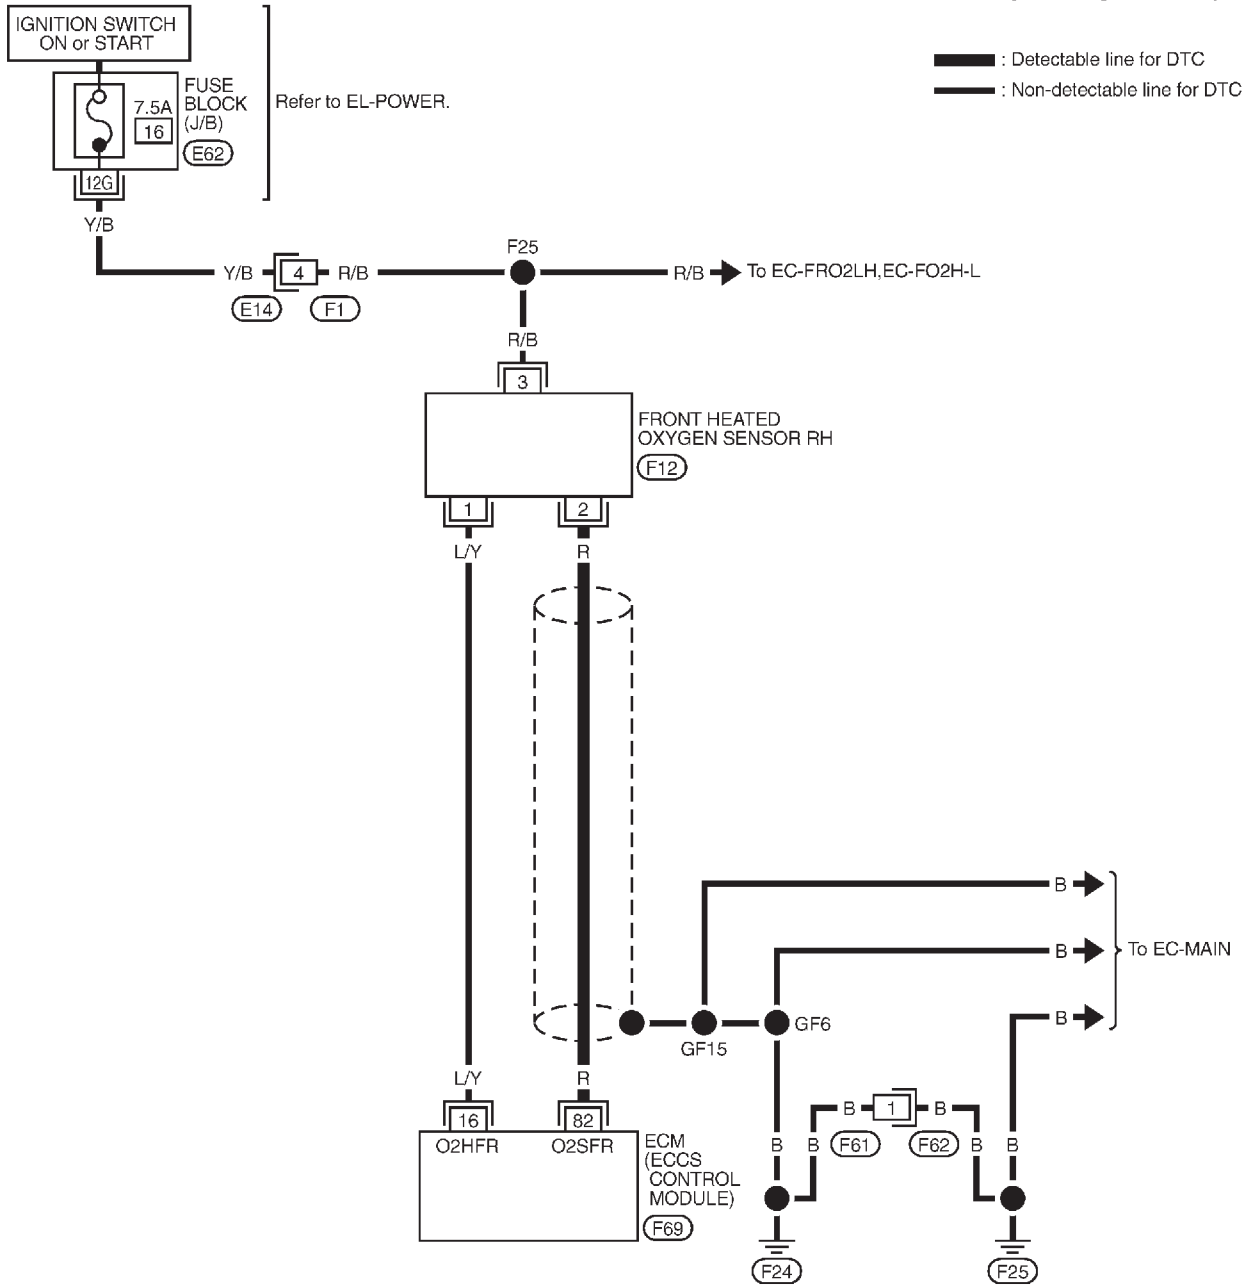 IGNITION SWITCH
ON or START
: Detectable line for DTC
: Non-detectable line for DTC
7.5A
16
FUSE
BLOCK
(J/B)
E62
Refer to EL-POWER.
12G
Y/B
Y/B
4
R/B
E14
F1
F25
R/B
To EC-FRO2LH,EC-FO2H-L
R/B
3
FRONT HEATED
OXYGEN SENSOR RH
F12
1
2
L/Y
R
B
B
To EC-MAIN
B
GF15
GF6
L/Y
R
16
82
O2HFR
O2SFR
ECM
(ECCS
CONTROL
MODULE)
F69
B
1
B
B
B
F61
F62
B
B
F24
F25